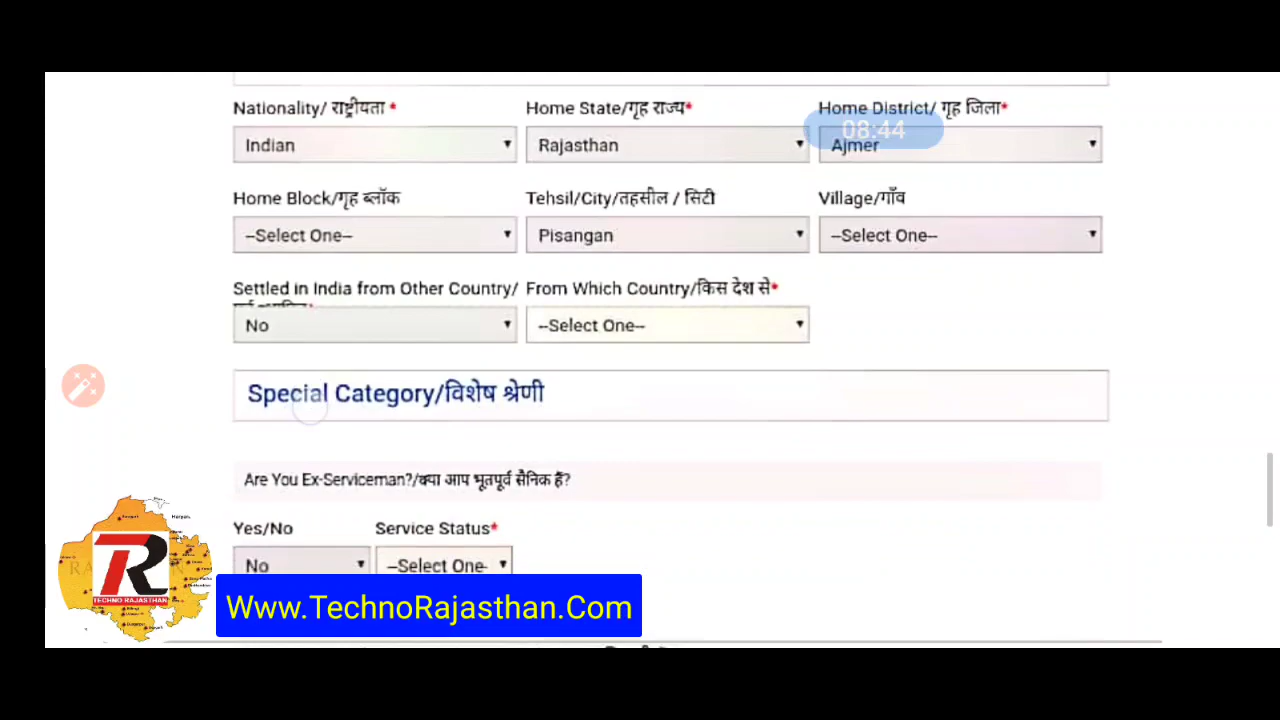 Nationality/ राष्ट्रीयता * Home State/गृह राज्य* Home District/ गृह जिला*
08:44
Indian Rajasthan Ajmer
Home Block/गृह ब्लॉक Tehsil/City/तहसील / सिटी Village/गाँव
--Select One-- Pisangan --Select One--
Settled in India from Other Country/ From Which Country/किस देश से*
No --Select One--
Special Category/विशेष श्रेणी
Are You Ex-Serviceman?/क्या आप भूतपूर्व सैनिक हैं?
Yes/No Service Status*
No --Select One-
TR
TECHNO RAJASTHAN
Www.TechnoRajasthan.Com